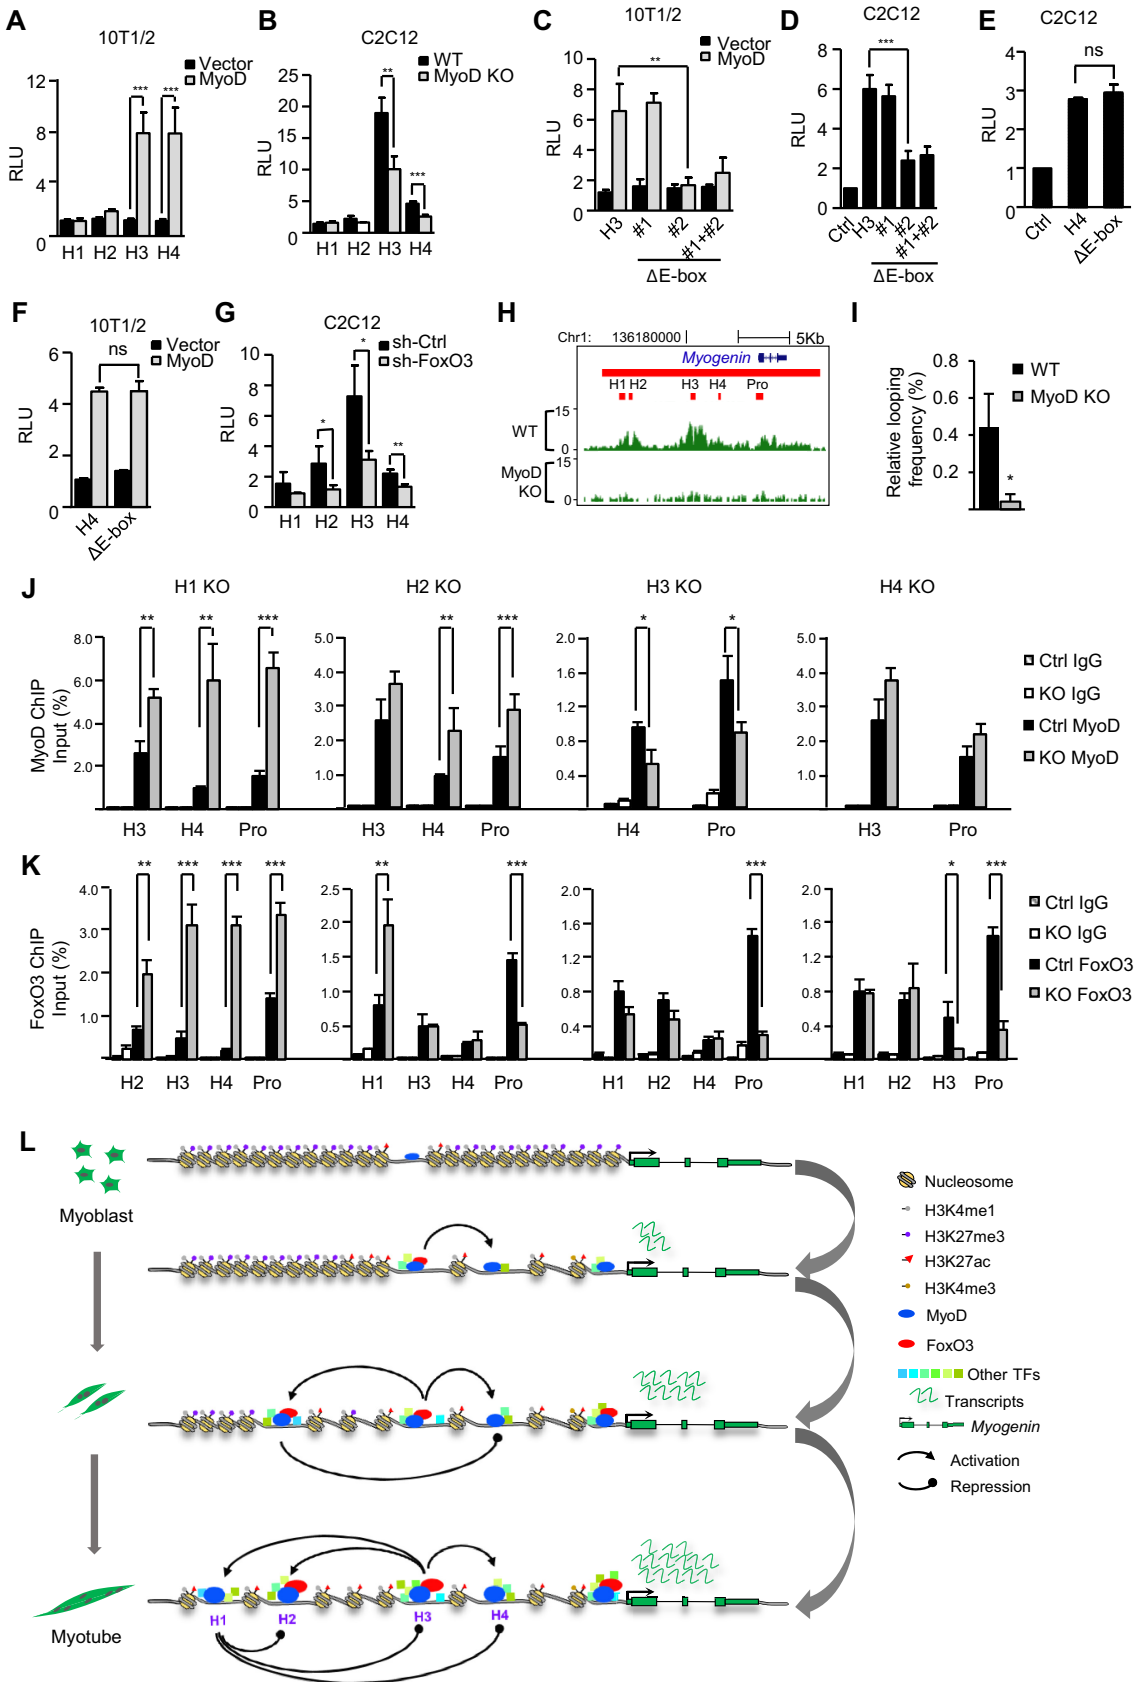 A
10T1/2
Vector
MyoD
RLU
12
8
4
0
*** ***
H1 H2 H3 H4
B
C2C12
WT
MyoD KO
RLU
25
20
15
10
5
0
**
***
H1 H2 H3 H4
C
10T1/2
Vector
MyoD
RLU
10
8
6
4
2
0
**
H3 #1 #2 #1+#2
ΔE-box
D
C2C12
RLU
8
6
4
2
0
***
Ctrl H3 #1 #2 #1+#2
ΔE-box
E
C2C12
RLU
4
3
2
1
0
ns
Ctrl H4 ΔE-box
F
10T1/2
Vector
MyoD
RLU
6
4
2
0
ns
H4 ΔE-box
G
C2C12
sh-Ctrl
sh-FoxO3
RLU
10
8
6
4
2
0
*
*
**
H1 H2 H3 H4
H
Chr1: 136180000 5Kb
Myogenin
H1 H2 H3 H4 Pro
WT
15
0
MyoD
KO
15
0
I
Relative looping
frequency (%)
0.8
0.6
0.4
0.2
WT
MyoD KO
*
J
H1 KO H2 KO H3 KO H4 KO
MyoD ChIP
Input (%)
8.0
6.0
4.0
2.0
** ** ***
H3 H4 Pro
5.0
4.0
3.0
2.0
1.0
** ***
H3 H4 Pro
2.0
1.6
1.2
0.8
0.4
* *
H4 Pro
5.0
4.0
3.0
2.0
1.0
H3 Pro
Ctrl IgG
KO IgG
Ctrl MyoD
KO MyoD
K
FoxO3 ChIP
Input (%)
4.0
3.0
2.0
1.0
** *** *** ***
H2 H3 H4 Pro
2.5
2.0
1.5
1.0
0.5
** ***
H1 H3 H4 Pro
2.0
1.6
1.2
0.8
0.4
***
H1 H2 H4 Pro
2.0
1.6
1.2
0.8
0.4
* ***
H1 H2 H3 Pro
Ctrl IgG
KO IgG
Ctrl FoxO3
KO FoxO3
L
Myoblast
Myotube
H1 H2 H3 H4
Nucleosome
H3K4me1
H3K27me3
H3K27ac
H3K4me3
MyoD
FoxO3
Other TFs
Transcripts
Myogenin
Activation
Repression